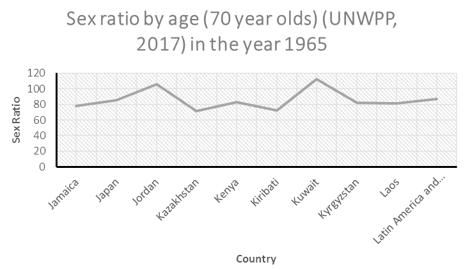 Sex ratio by age (70 year olds) (UNWPP,
2017) in the year 1965
Sex Ratio
120
100
80
60
40
20
0
Jamaica
Japan
Jordan
Kazakhstan
Kenya
Kiribati
Kuwait
Kyrgyzstan
Laos
Latin America and...
Country